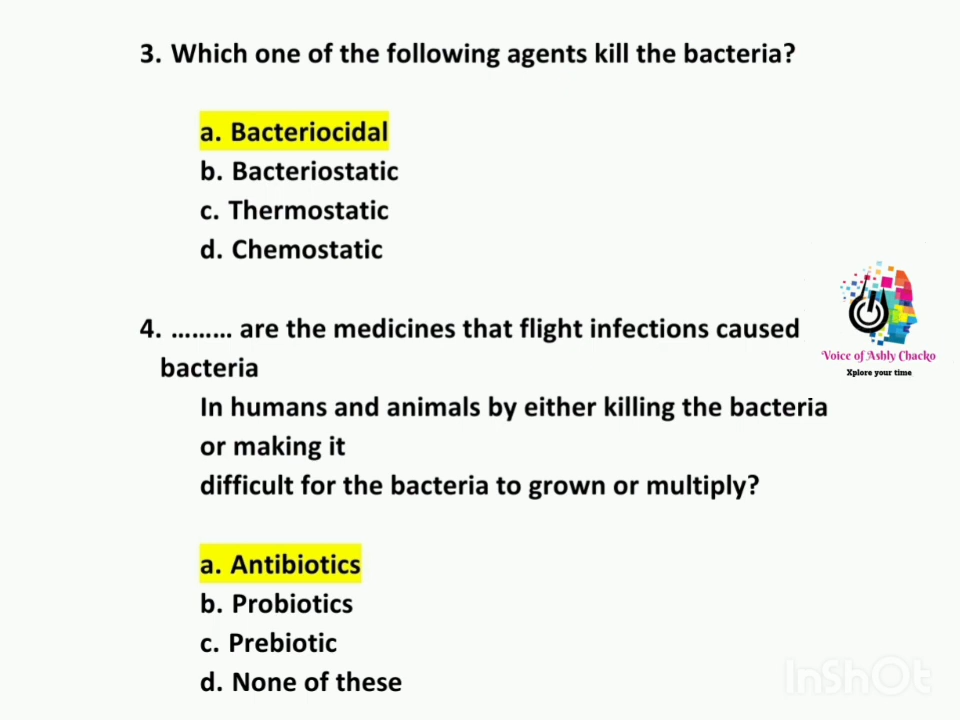 3. Which one of the following agents kill the bacteria?
a. Bacteriocidal
b. Bacteriostatic
c. Thermostatic
d. Chemostatic
4. ......... are the medicines that flight infections caused
bacteria
In humans and animals by either killing the bacteria
or making it
difficult for the bacteria to grown or multiply?
a. Antibiotics
b. Probiotics
c. Prebiotic
d. None of these
Voice of Ashly Chacko
Xplore your time
InShOt